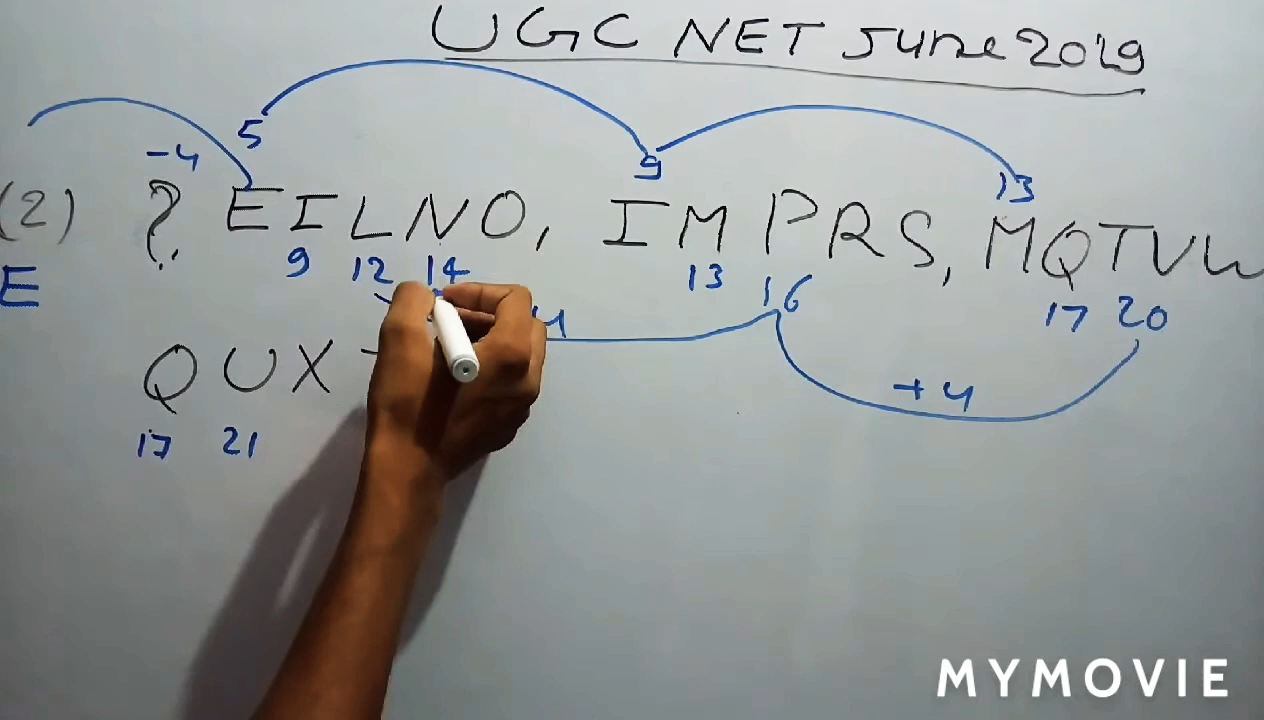 UGC NET June 2019
5 9 13
-4
(2) ? EILNO, IMPRS, MQTVW
E 9 12 14 13 16 17 20
4 +4
QUX
17 21
MYMOVIE